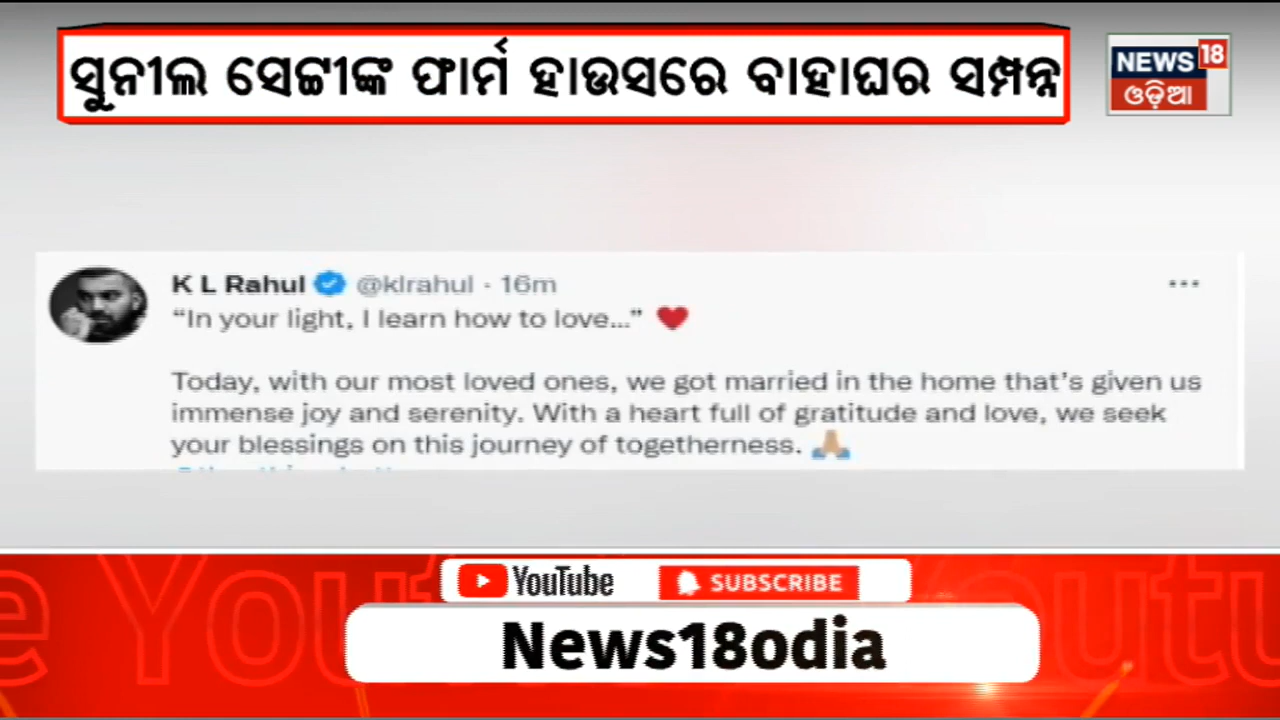 ସୁନୀଲ ସେଟ୍ଟୀଙ୍କ ଫାର୍ମ ହାଉସରେ ବାହାଘର ସମ୍ପନ୍ନ
NEWS 18
ଓଡ଼ିଆ
K L Rahul @klrahul · 16m
“In your light, I learn how to love...” ❤️
Today, with our most loved ones, we got married in the home that’s given us
immense joy and serenity. With a heart full of gratitude and love, we seek
your blessings on this journey of togetherness. 🙏🏽
YouTube SUBSCRIBE
News18odia